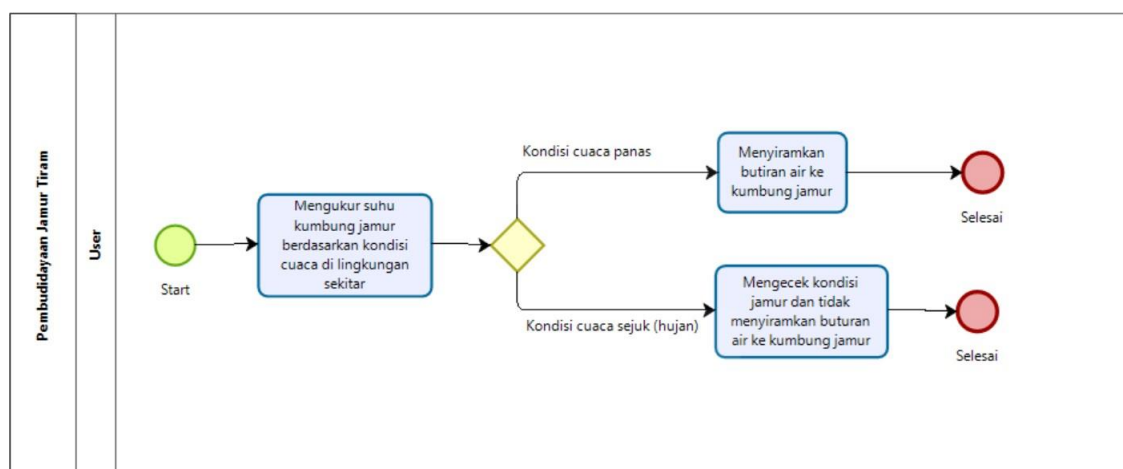 Pembudidayaan Jamur Tiram
User
Start
Mengukur suhu
kumbung jamur
berdasarkan kondisi
cuaca di lingkungan
sekitar
Kondisi cuaca panas
Menyiramkan
butiran air ke
kumbung jamur
Selesai
Kondisi cuaca sejuk (hujan)
Mengecek kondisi
jamur dan tidak
menyiramkan buturan
air ke kumbung jamur
Selesai